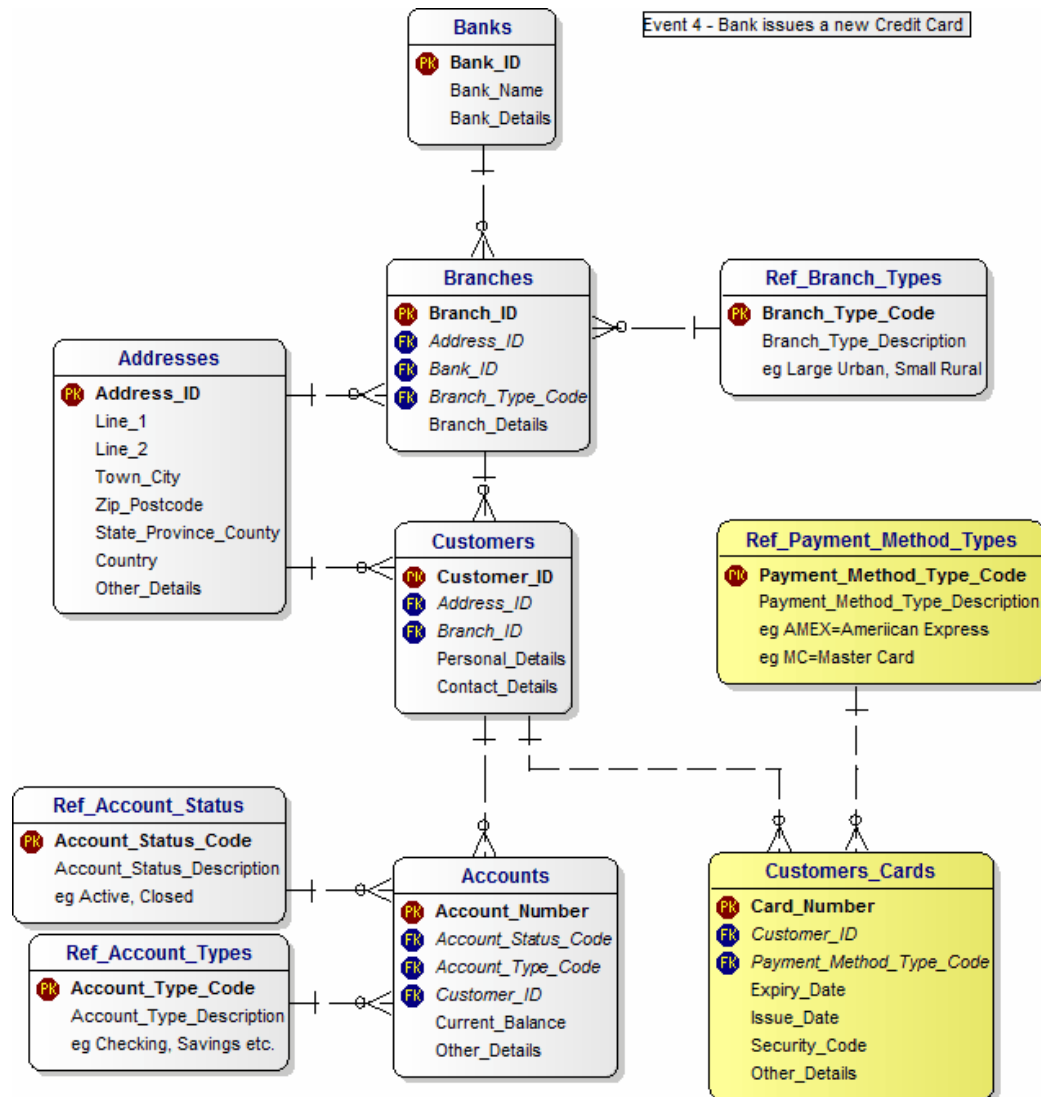 Event 4 - Bank issues a new Credit Card
Banks
PK Bank_ID
Bank_Name
Bank_Details
Branches
PK Branch_ID
FK Address_ID
FK Bank_ID
FK Branch_Type_Code
Branch_Details
Ref_Branch_Types
PK Branch_Type_Code
Branch_Type_Description
eg Large Urban, Small Rural
Addresses
PK Address_ID
Line_1
Line_2
Town_City
Zip_Postcode
State_Province_County
Country
Other_Details
Customers
PK Customer_ID
FK Address_ID
FK Branch_ID
Personal_Details
Contact_Details
Ref_Payment_Method_Types
PK Payment_Method_Type_Code
Payment_Method_Type_Description
eg AMEX=Ameriican Express
eg MC=Master Card
Ref_Account_Status
PK Account_Status_Code
Account_Status_Description
eg Active, Closed
Ref_Account_Types
PK Account_Type_Code
Account_Type_Description
eg Checking, Savings etc.
Accounts
PK Account_Number
FK Account_Status_Code
FK Account_Type_Code
FK Customer_ID
Current_Balance
Other_Details
Customers_Cards
PK Card_Number
FK Customer_ID
FK Payment_Method_Type_Code
Expiry_Date
Issue_Date
Security_Code
Other_Details